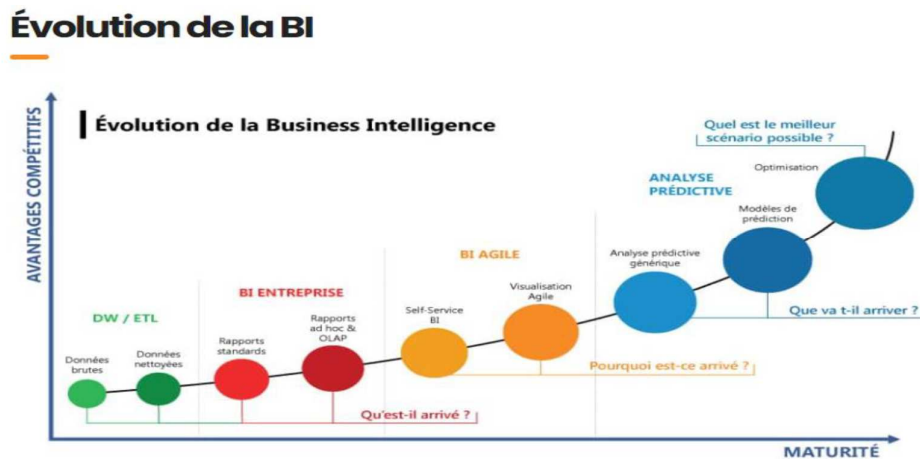 Évolution de la BI
Évolution de la Business Intelligence
AVANTAGES COMPÉTITIFS
Quel est le meilleur
scénario possible ?
Optimisation
ANALYSE
PRÉDICTIVE
Modèles de
prédiction
Analyse prédictive
générique
Que va t-il arriver ?
BI AGILE
Visualisation
Agile
Self-Service
BI
Pourquoi est-ce arrivé ?
BI ENTREPRISE
Rapports
ad hoc &
OLAP
Rapports
standards
DW / ETL
Données
brutes
Données
nettoyées
Qu'est-il arrivé ?
MATURITÉ